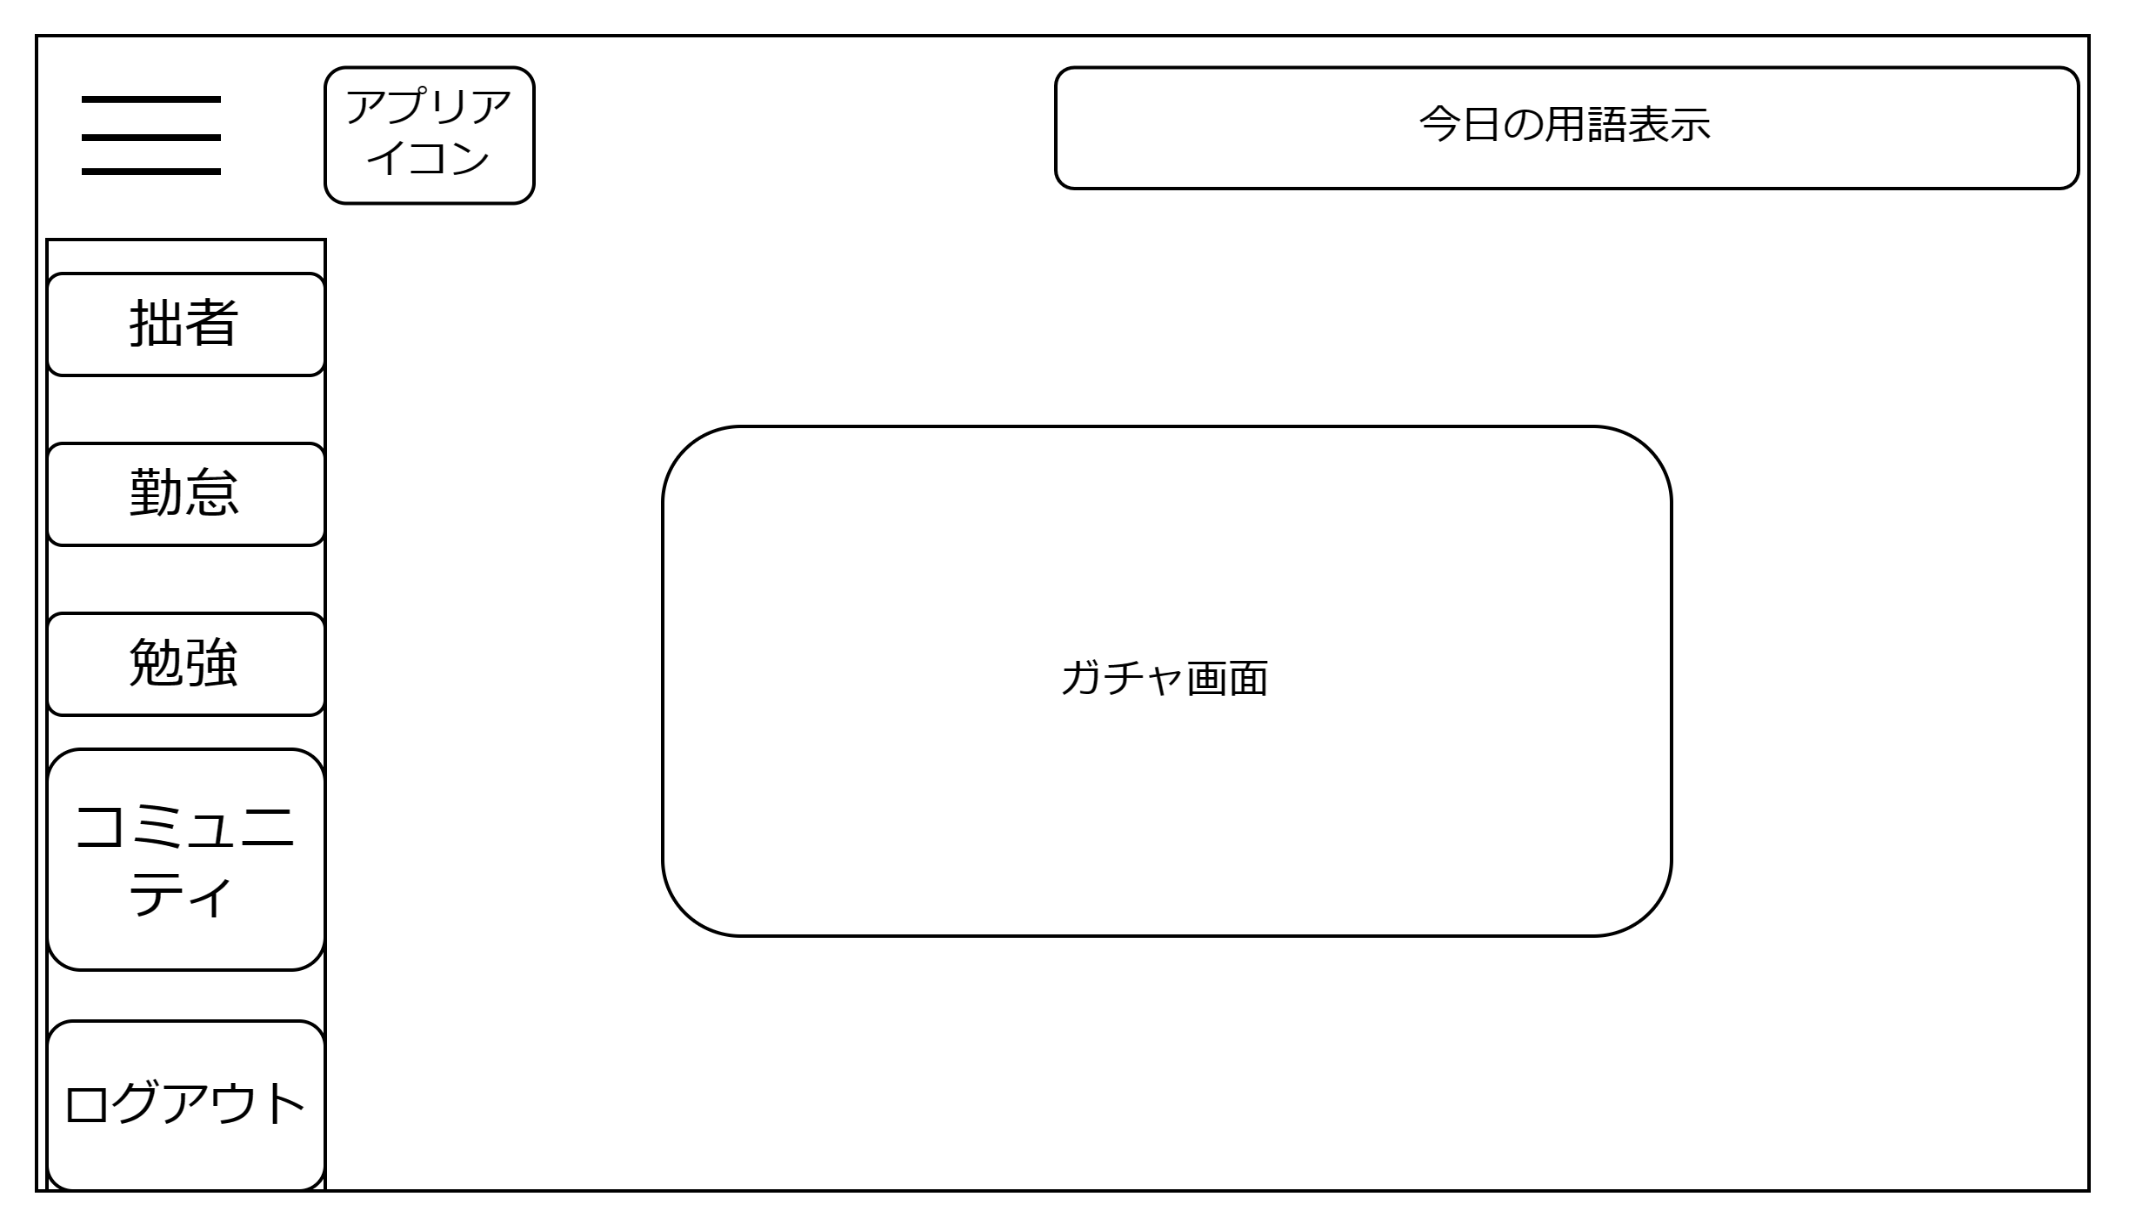 アプリア
イコン
今日の用語表示
拙者
勤怠
勉強
コミュニ
ティ
ログアウト
ガチャ画面